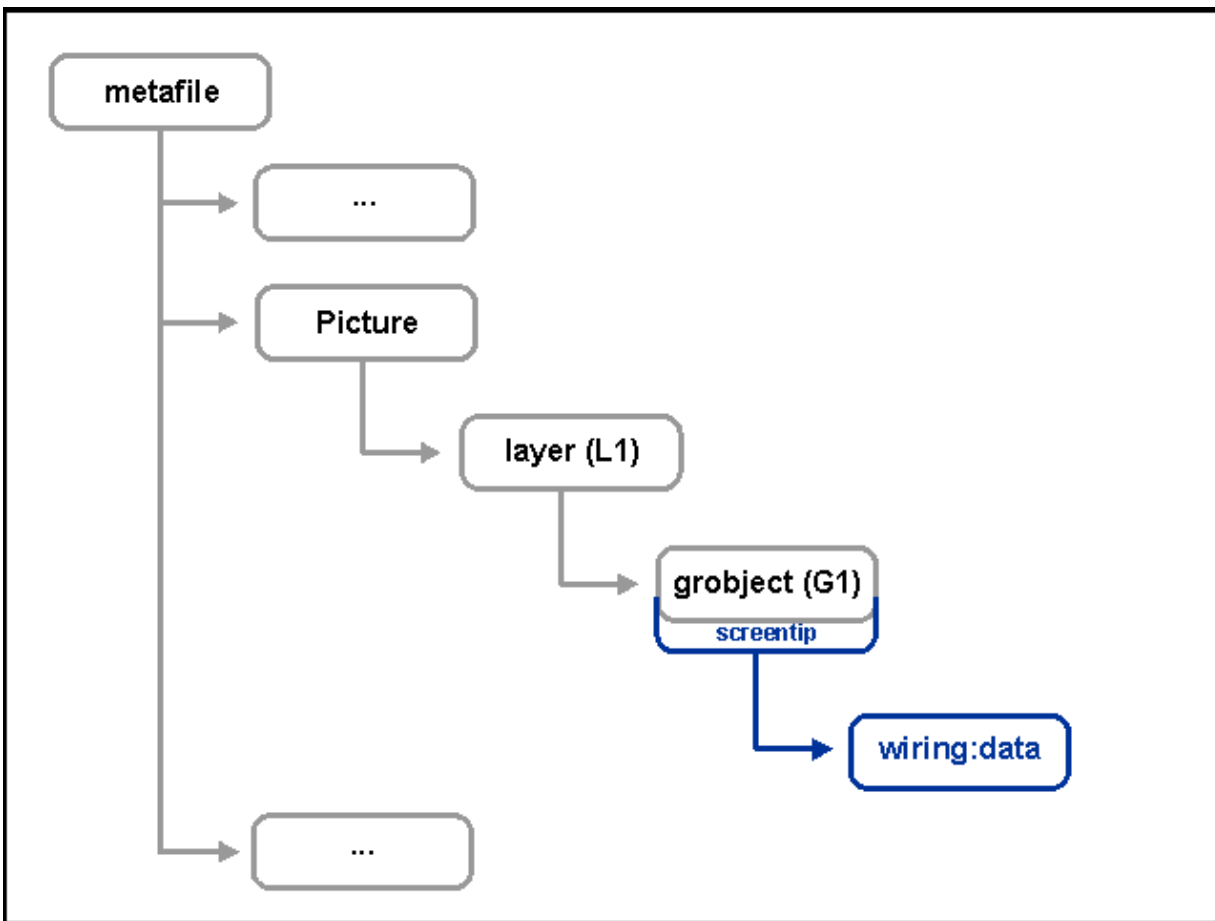 metafile
...
Picture
layer (L1)
grobject (G1)
screentip
wiring:data
...